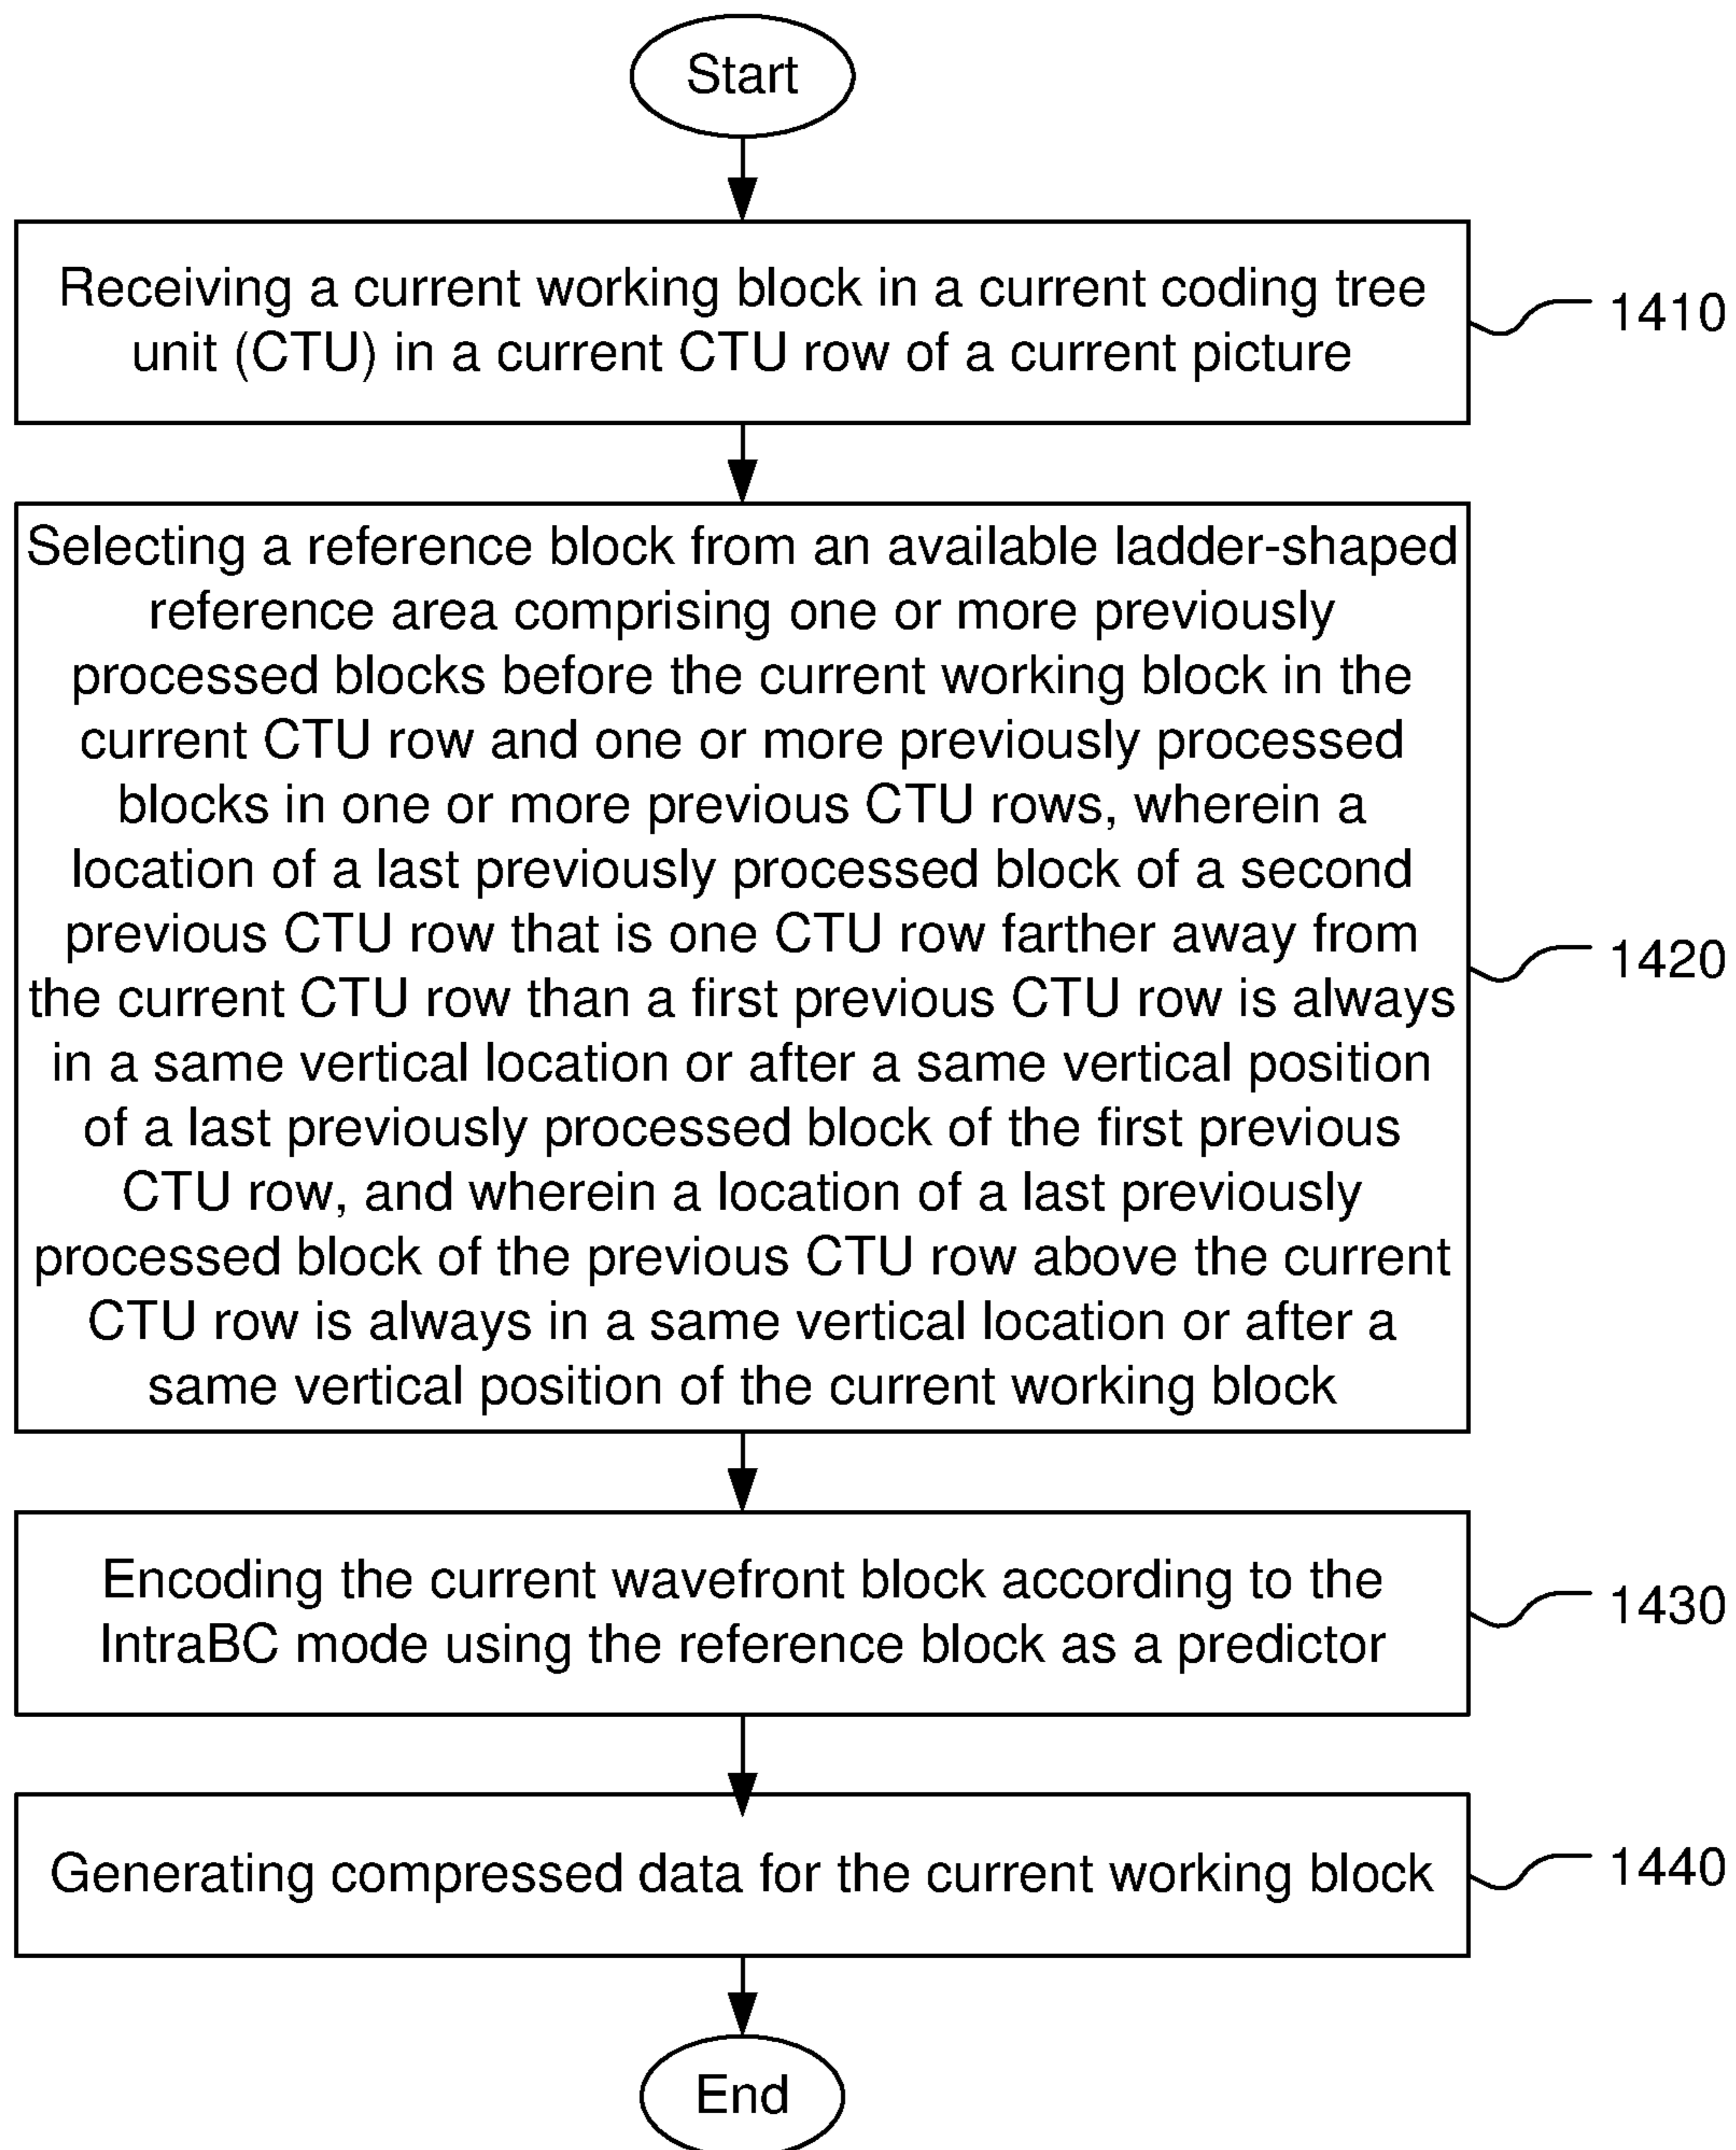 Start
Receiving a current working block in a current coding tree
unit (CTU) in a current CTU row of a current picture
1410
Selecting a reference block from an available ladder-shaped
reference area comprising one or more previously
processed blocks before the current working block in the
current CTU row and one or more previously processed
blocks in one or more previous CTU rows, wherein a
location of a last previously processed block of a second
previous CTU row that is one CTU row farther away from
the current CTU row than a first previous CTU row is always
in a same vertical location or after a same vertical position
of a last previously processed block of the first previous
CTU row, and wherein a location of a last previously
processed block of the previous CTU row above the current
CTU row is always in a same vertical location or after a
same vertical position of the current working block
1420
Encoding the current wavefront block according to the
IntraBC mode using the reference block as a predictor
1430
Generating compressed data for the current working block
1440
End